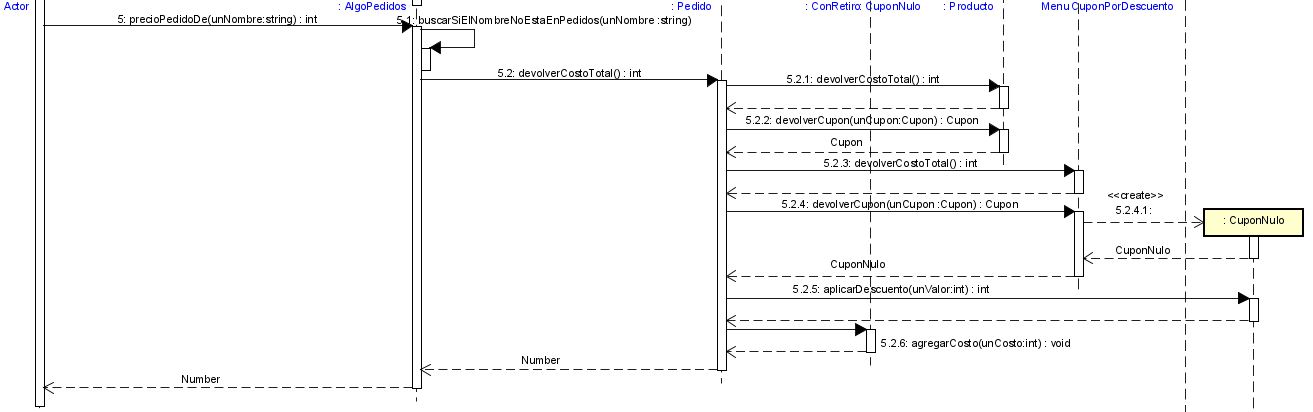 Actor : AlgoPedidos : Pedido : ConRetiro: CuponNulo : Producto Menu CuponPorDescuento
5: precioPedidoDe(unNombre:string) : int
5.1: buscarSiElNombreNoEstaEnPedidos(unNombre :string)
5.2: devolverCostoTotal() : int
5.2.1: devolverCostoTotal() : int
5.2.2: devolverCupon(unCupon:Cupon) : Cupon
Cupon
5.2.3: devolverCostoTotal() : int
5.2.4: devolverCupon(unCupon :Cupon) : Cupon
<<create>>
5.2.4.1 :
: CuponNulo
CuponNulo
CuponNulo
5.2.5: aplicarDescuento(unValor:int) : int
5.2.6: agregarCosto(unCosto:int) : void
Number
Number